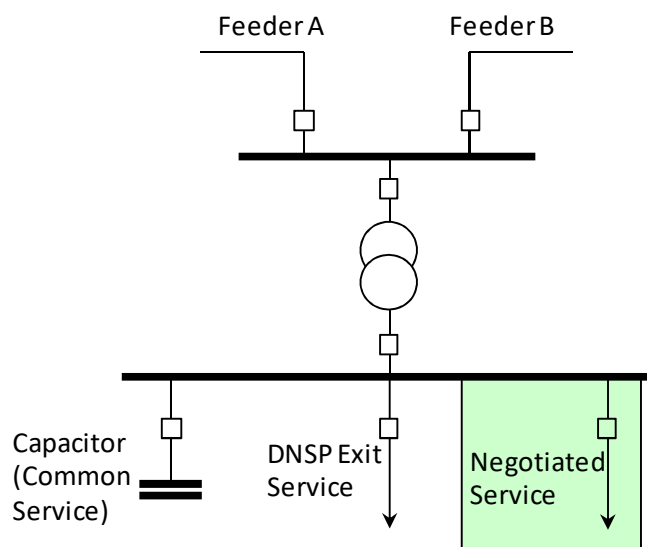 Feeder A
Feeder B
Capacitor
(Common
Service)
DNSP Exit
Service
Negotiated
Service